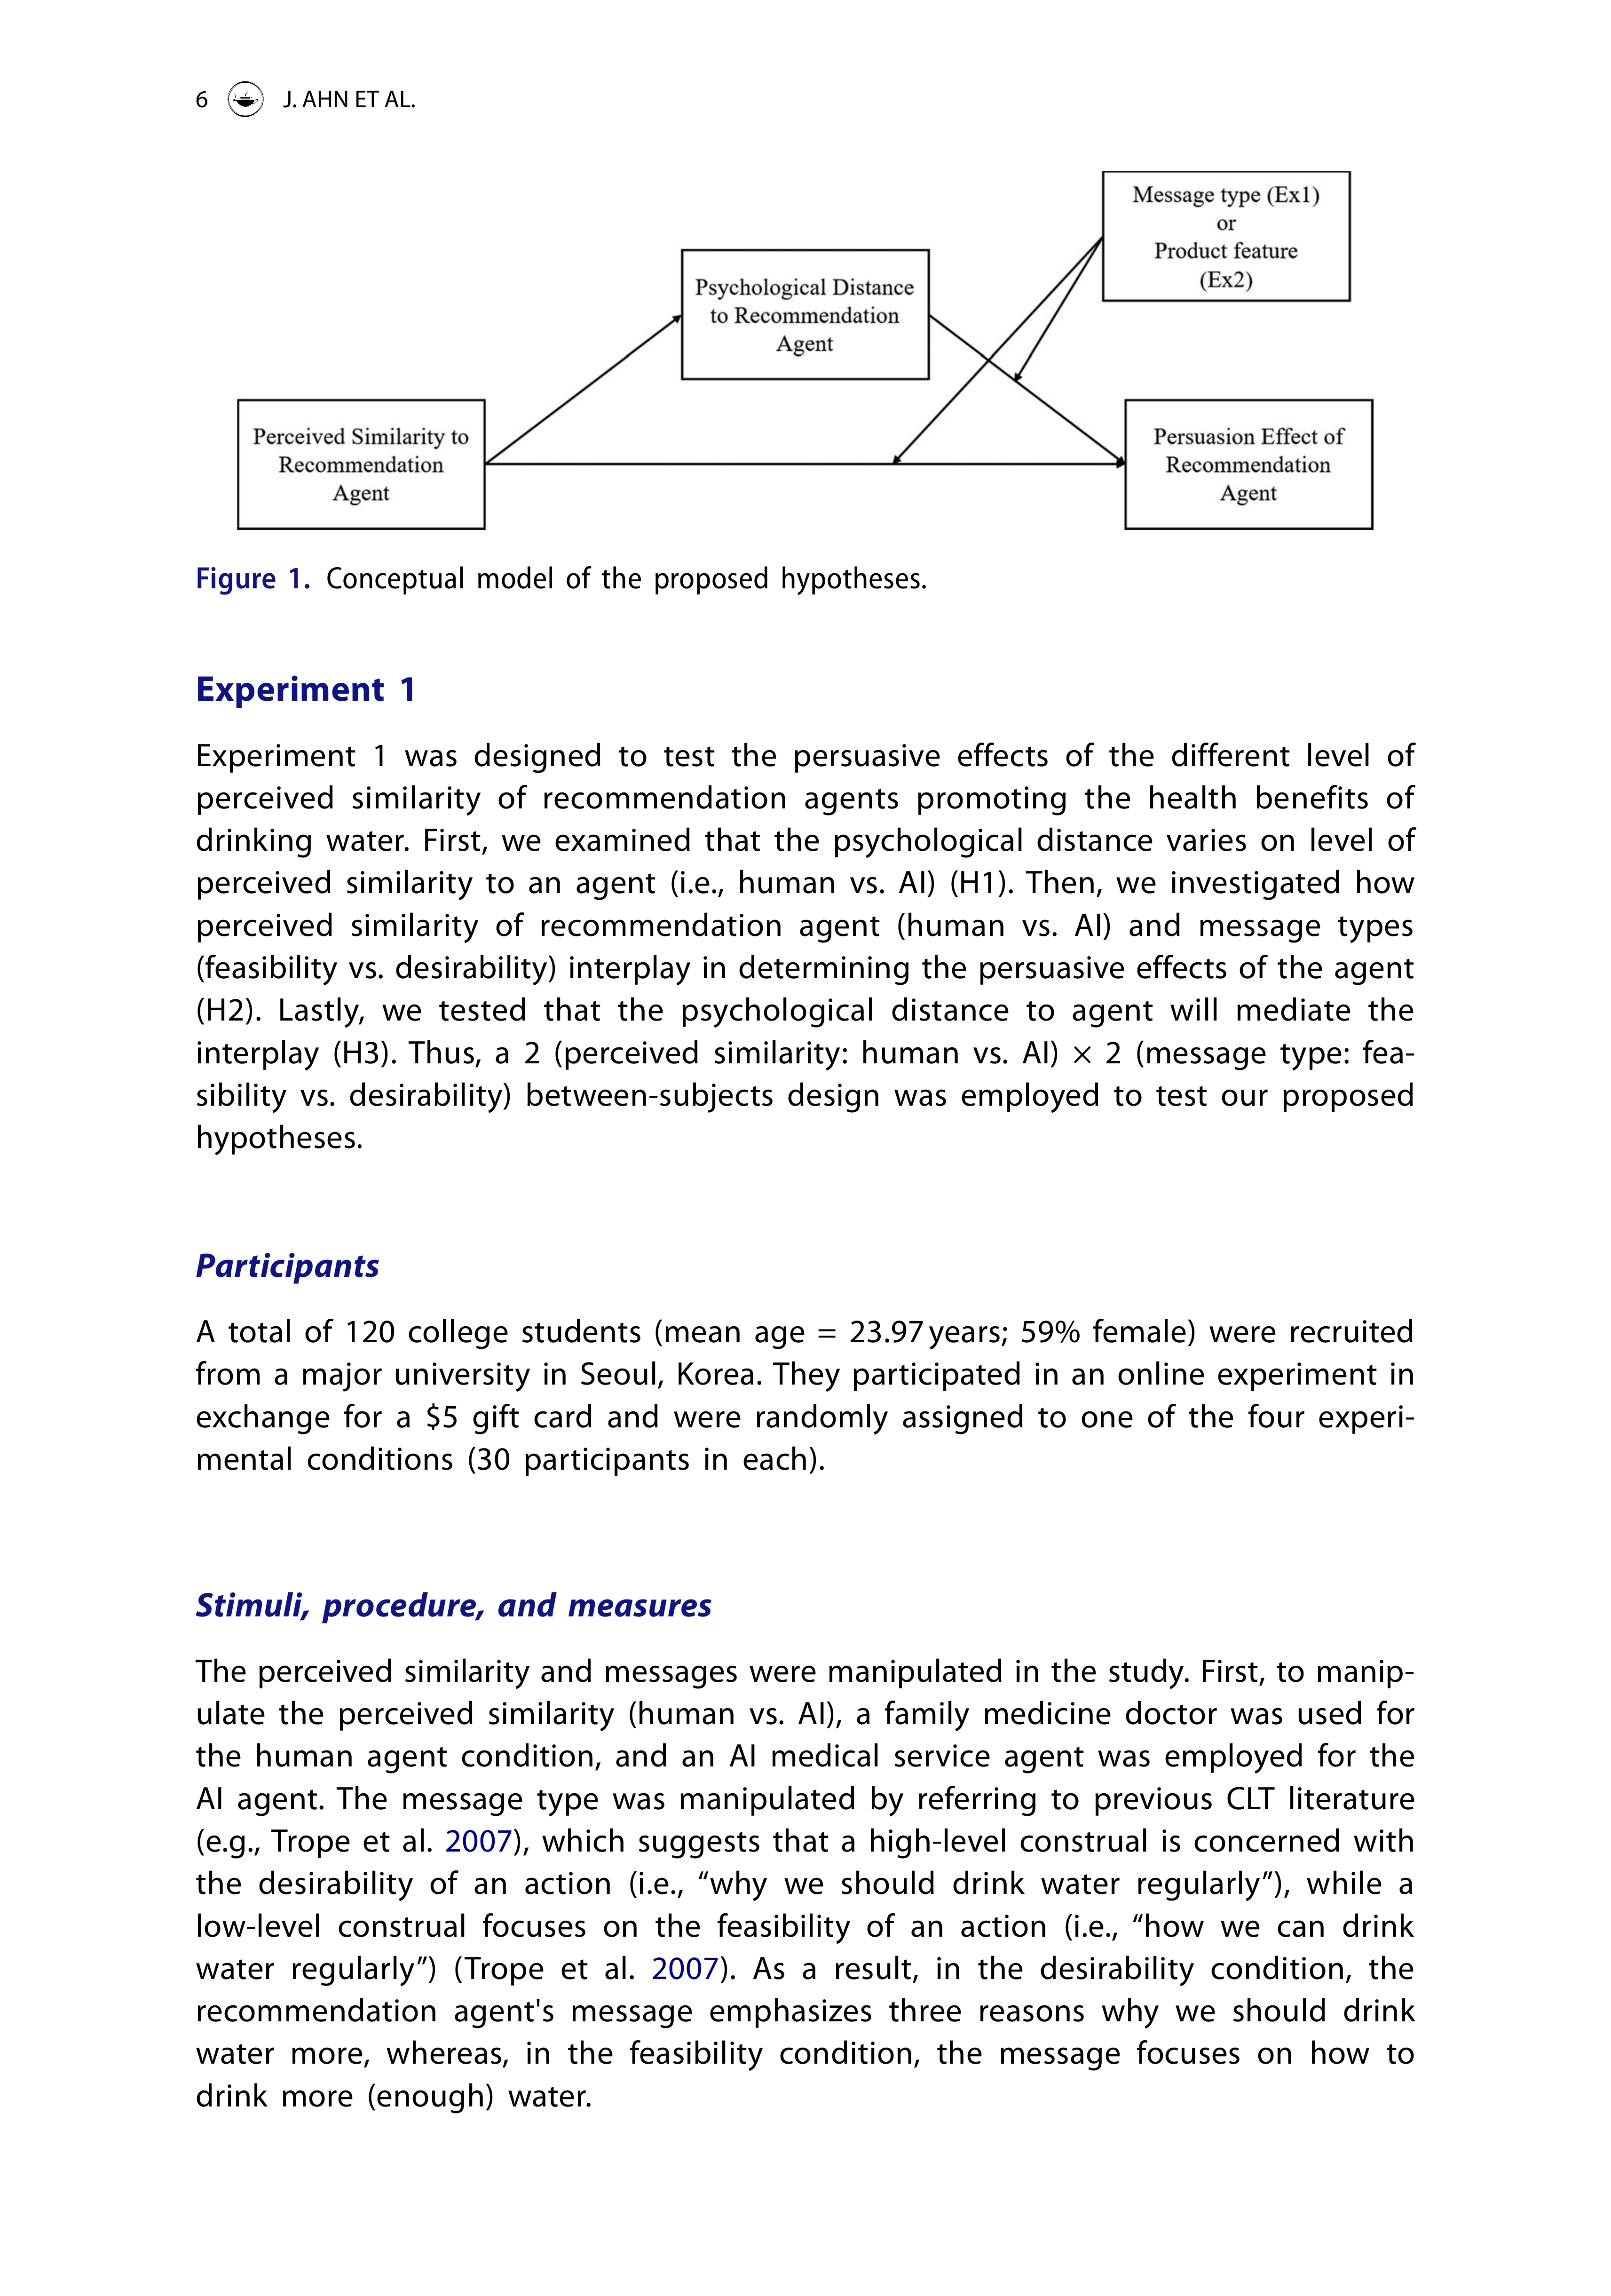 6 J. AHN ET AL.
Message type (Ex1)
or
Product feature
(Ex2)
Psychological Distance
to Recommendation
Agent
Perceived Similarity to
Recommendation
Agent
Persuasion Effect of
Recommendation
Agent
Figure 1. Conceptual model of the proposed hypotheses.
Experiment 1
Experiment 1 was designed to test the persuasive effects of the different level of
perceived similarity of recommendation agents promoting the health benefits of
drinking water. First, we examined that the psychological distance varies on level of
perceived similarity to an agent (i.e., human vs. AI) (H1). Then, we investigated how
perceived similarity of recommendation agent (human vs. AI) and message types
(feasibility vs. desirability) interplay in determining the persuasive effects of the agent
(H2). Lastly, we tested that the psychological distance to agent will mediate the
interplay (H3). Thus, a 2 (perceived similarity: human vs. AI) × 2 (message type: fea-
sibility vs. desirability) between-subjects design was employed to test our proposed
hypotheses.
Participants
A total of 120 college students (mean age = 23.97 years; 59% female) were recruited
from a major university in Seoul, Korea. They participated in an online experiment in
exchange for a $5 gift card and were randomly assigned to one of the four experi-
mental conditions (30 participants in each).
Stimuli, procedure, and measures
The perceived similarity and messages were manipulated in the study. First, to manip-
ulate the perceived similarity (human vs. AI), a family medicine doctor was used for
the human agent condition, and an AI medical service agent was employed for the
AI agent. The message type was manipulated by referring to previous CLT literature
(e.g., Trope et al. 2007), which suggests that a high-level construal is concerned with
the desirability of an action (i.e., “why we should drink water regularly”), while a
low-level construal focuses on the feasibility of an action (i.e., “how we can drink
water regularly”) (Trope et al. 2007). As a result, in the desirability condition, the
recommendation agent's message emphasizes three reasons why we should drink
water more, whereas, in the feasibility condition, the message focuses on how to
drink more (enough) water.